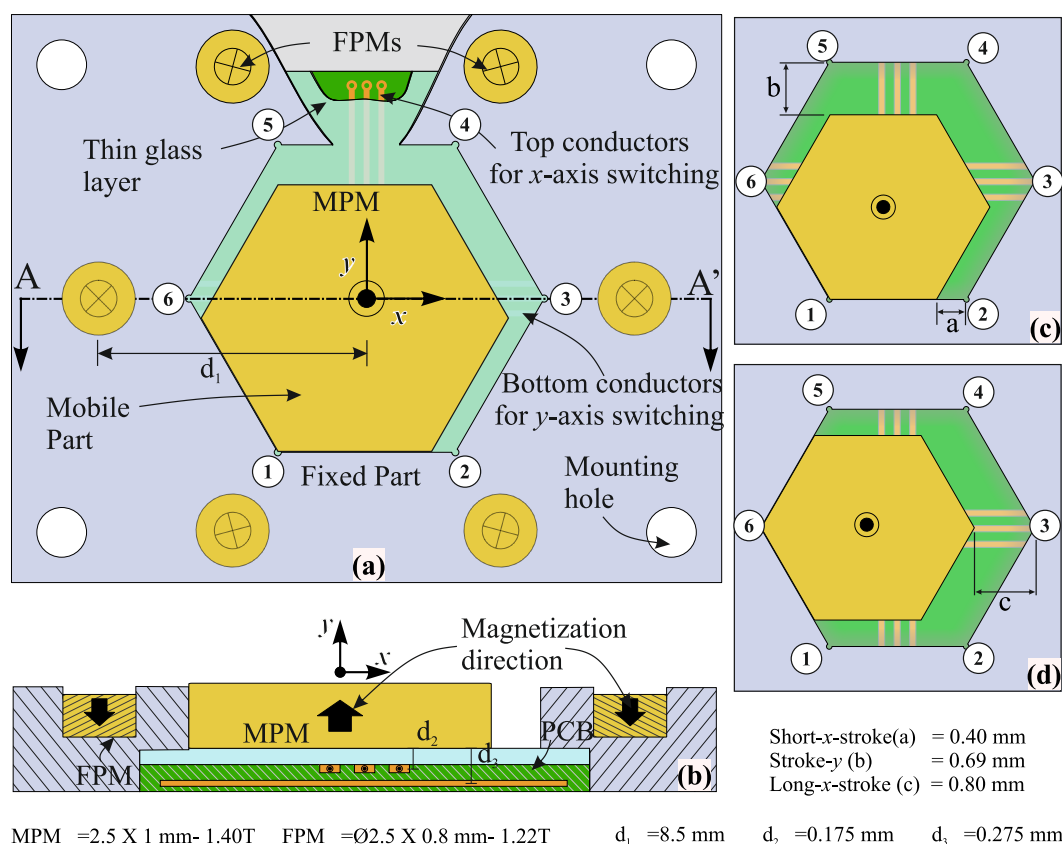 FPMs
5
4
Thin glass
layer
Top conductors
for x-axis switching
MPM
y
x
A
A’
6
3
d1
Mobile
Part
Bottom conductors
for y-axis switching
1
2
Fixed Part
Mounting
hole
(a)
5
4
b
6
3
1
2
a
(c)
5
4
6
3
c
1
2
(d)
y
x
Magnetization
direction
MPM
d2
d3
PCB
FPM
(b)
Short-x-stroke(a) = 0.40 mm
Stroke-y (b) = 0.69 mm
Long-x-stroke (c) = 0.80 mm
MPM =2.5 X 1 mm- 1.40T FPM =Ø2.5 X 0.8 mm- 1.22T d1 =8.5 mm d2 =0.175 mm d3 =0.275 mm